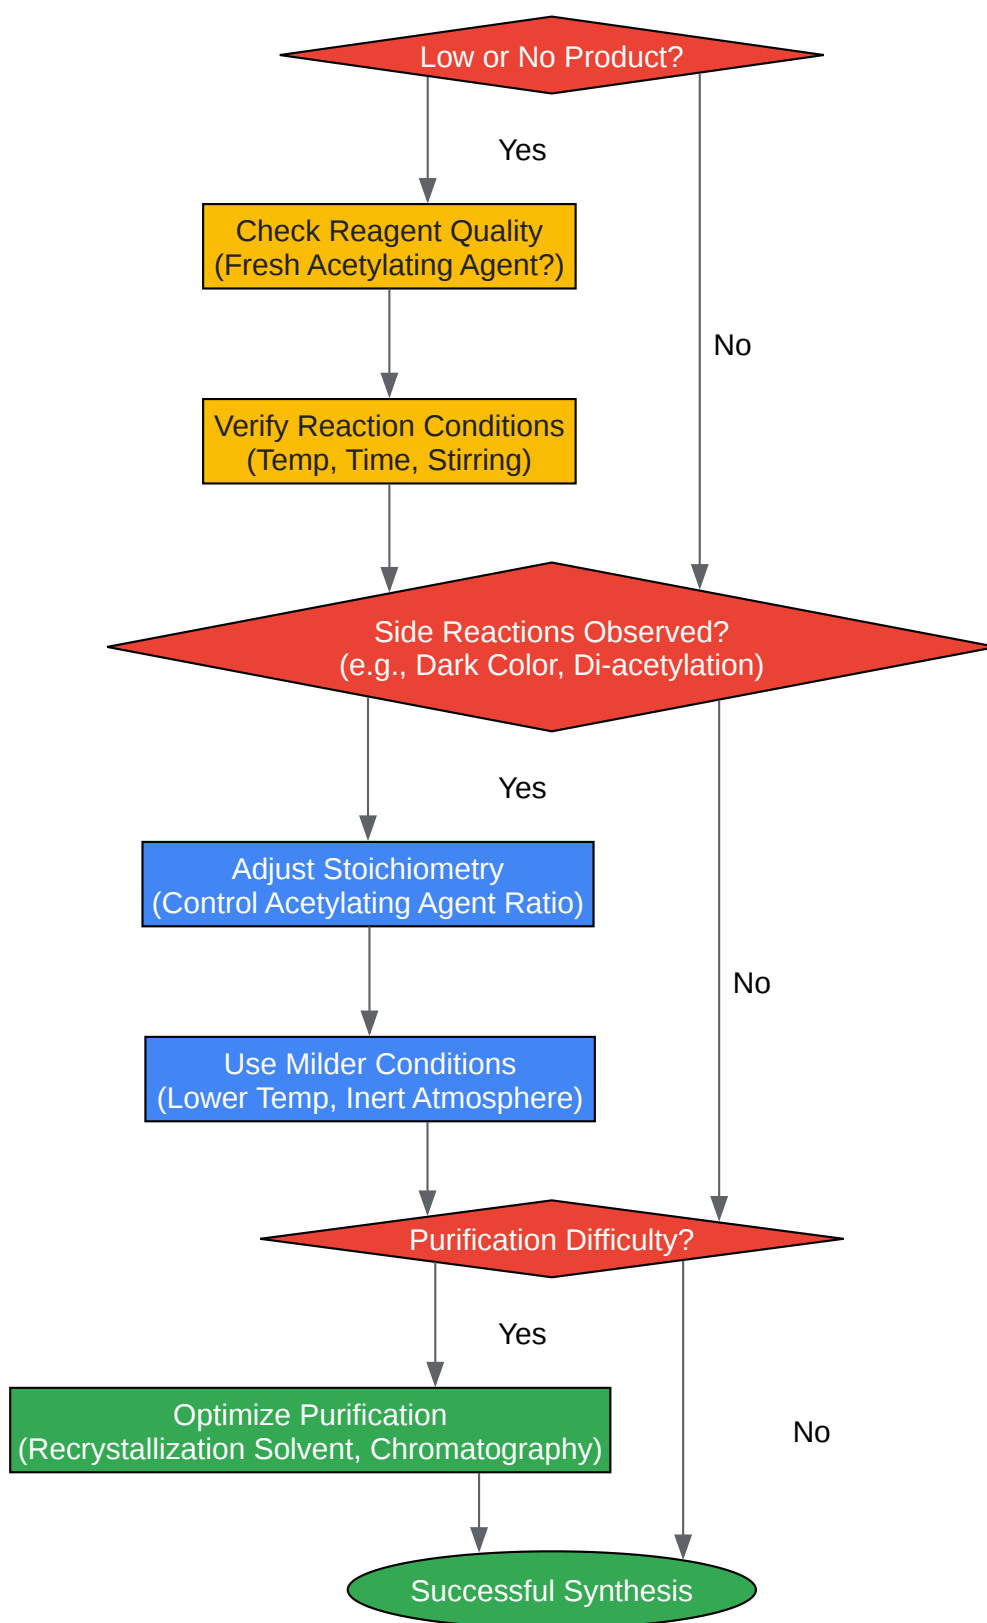 Low or No Product?
Yes
Check Reagent Quality
(Fresh Acetylating Agent?)
No
Verify Reaction Conditions
(Temp, Time, Stirring)
Side Reactions Observed?
(e.g., Dark Color, Di-acetylation)
Yes
Adjust Stoichiometry
(Control Acetylating Agent Ratio)
No
Use Milder Conditions
(Lower Temp, Inert Atmosphere)
Purification Difficulty?
Yes
Optimize Purification
(Recrystallization Solvent, Chromatography)
No
Successful Synthesis